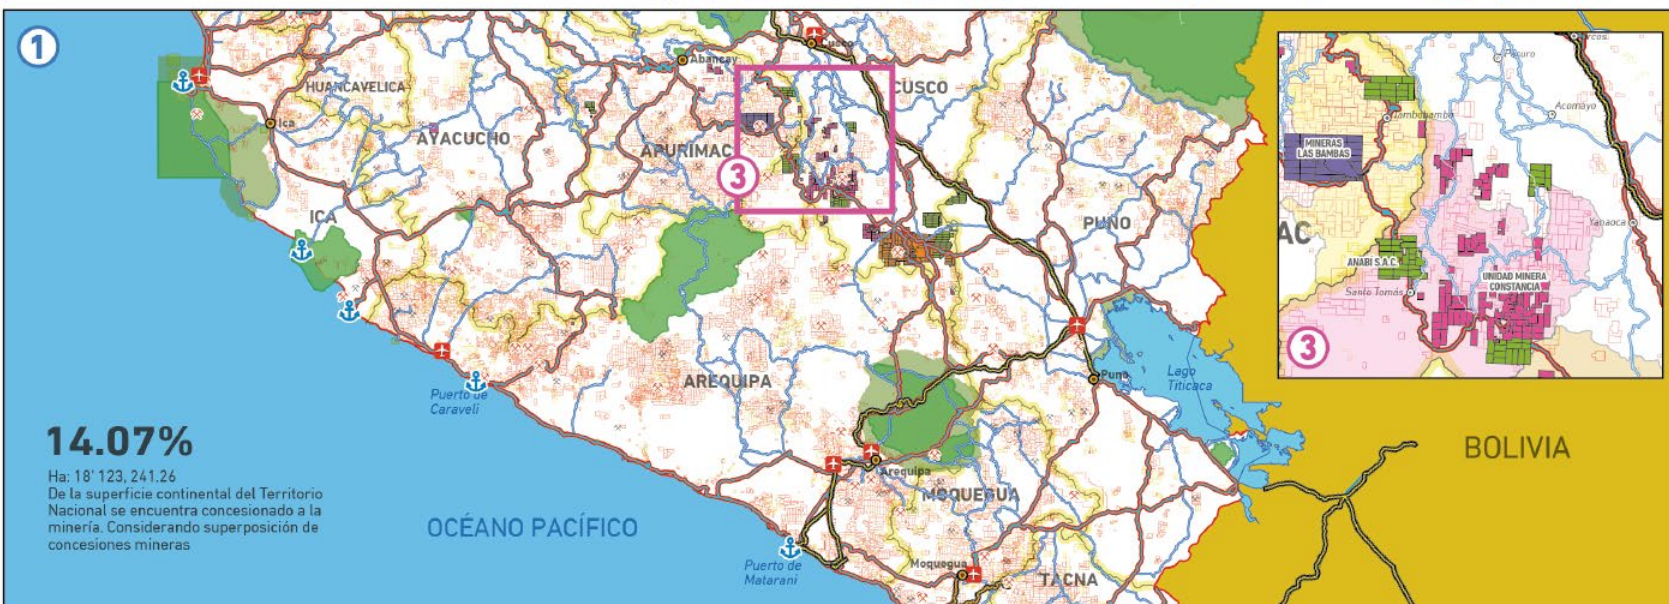 1
Cusco
Abancay
HUANCAVELICA
CUSCO
Ica
AYACUCHO
APURIMAC
3
ICA
PUNO
AREQUIPA
Puerto de
Caraveli
Puno
Lago
Titicaca
14.07%
Ha: 18' 123, 241.26
De la superficie continental del Territorio
Nacional se encuentra concesionado a la
minería. Considerando superposición de
concesiones mineras
OCÉANO PACÍFICO
Arequipa
MOQUEGUA
BOLIVIA
Puerto de
Matarani
Moquegua
TACNA
Acomayo
Tambobamba
MINERAS
LAS BAMBAS
Yanaoca
AC
ANABI S.A.C.
UNIDAD MINERA
CONSTANCIA
Santo Tomás
3